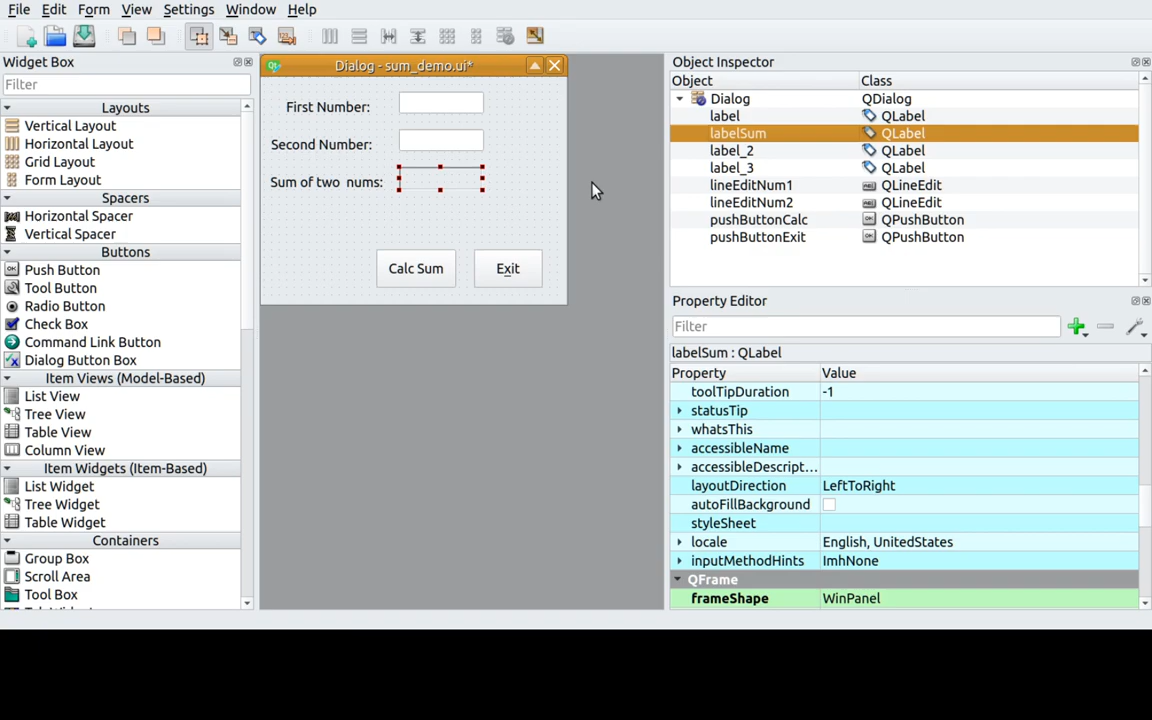 File Edit Form View Settings Window Help
Widget Box
Filter
Layouts
Vertical Layout
Horizontal Layout
Grid Layout
Form Layout
Spacers
Horizontal Spacer
Vertical Spacer
Buttons
Push Button
Tool Button
Radio Button
Check Box
Command Link Button
Dialog Button Box
Item Views (Model-Based)
List View
Tree View
Table View
Column View
Item Widgets (Item-Based)
List Widget
Tree Widget
Table Widget
Containers
Group Box
Scroll Area
Tool Box
Dialog - sum_demo.ui*
First Number:
Second Number:
Sum of two nums:
Calc Sum Exit
Object Inspector
Object Class
Dialog QDialog
label QLabel
labelSum QLabel
label_2 QLabel
label_3 QLabel
lineEditNum1 QLineEdit
lineEditNum2 QLineEdit
pushButtonCalc QPushButton
pushButtonExit QPushButton
Property Editor
Filter
labelSum : QLabel
Property Value
toolTipDuration -1
statusTip
whatsThis
accessibleName
accessibleDescript...
layoutDirection LeftToRight
autoFillBackground
styleSheet
locale English, UnitedStates
inputMethodHints ImhNone
QFrame
frameShape WinPanel